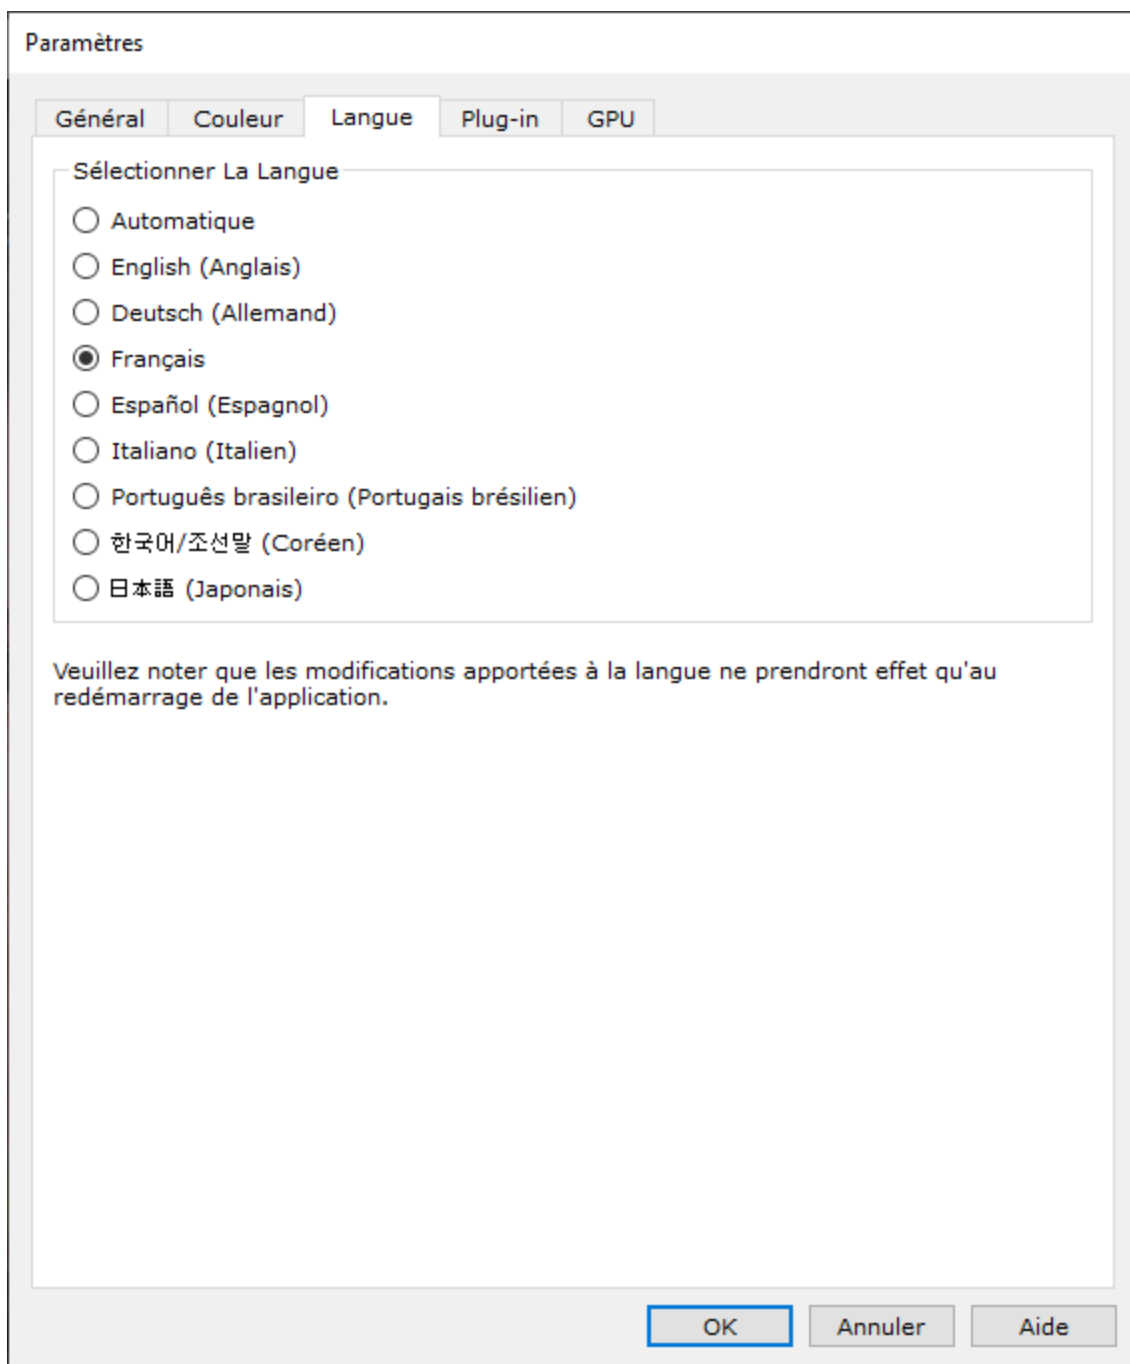 Paramètres
Général Couleur Langue Plug-in GPU
Sélectionner La Langue
Automatique
English (Anglais)
Deutsch (Allemand)
Français
Español (Espagnol)
Italiano (Italien)
Português brasileiro (Portugais brésilien)
한국어/조선말 (Coréen)
日本語 (Japonais)
Veuillez noter que les modifications apportées à la langue ne prendront effet qu'au
redémarrage de l'application.
OK Annuler Aide